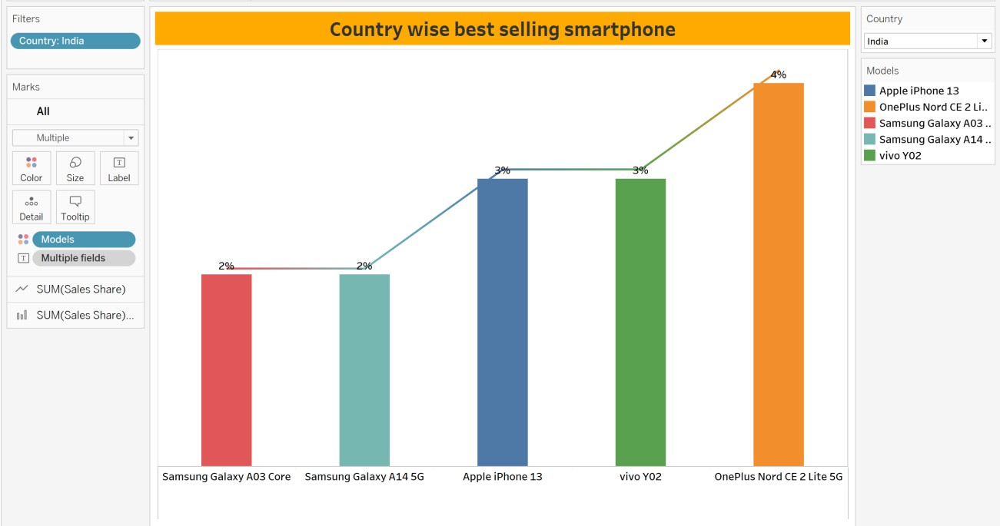 Filters
Country: India
Marks
All
Multiple
Color
Size
Label
Detail
Tooltip
Models
Multiple fields
SUM(Sales Share)
SUM(Sales Share)...
Country wise best selling smartphone
2%
2%
3%
3%
4%
Samsung Galaxy A03 Core
Samsung Galaxy A14 5G
Apple iPhone 13
vivo Y02
OnePlus Nord CE 2 Lite 5G
Country
India
Models
Apple iPhone 13
OnePlus Nord CE 2 Li..
Samsung Galaxy A03 ..
Samsung Galaxy A14 ..
vivo Y02